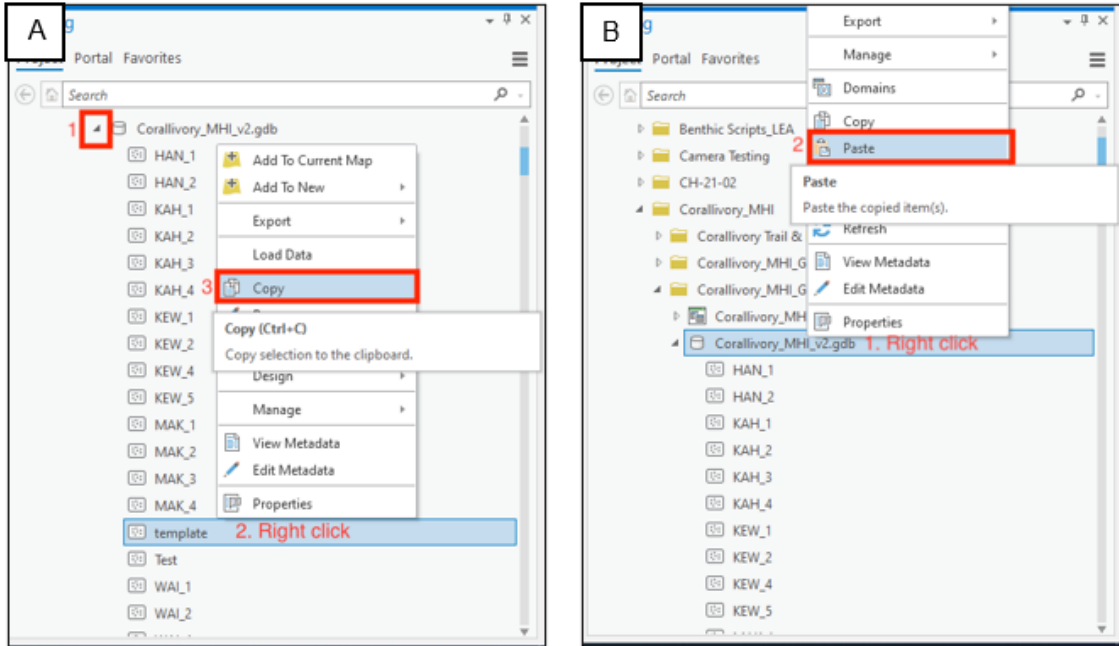 A
g
Portal Favorites
Search
1
Corallivory_MHI_v2.gdb
HAN_1
HAN_2
KAH_1
KAH_2
KAH_3
KAH_4
KEW_1
KEW_2
KEW_4
KEW_5
MAK_1
MAK_2
MAK_3
MAK_4
template
2. Right click
Test
WAI_1
WAI_2
Add To Current Map
Add To New
Export
Load Data
3
Copy
Copy (Ctrl+C)
Copy selection to the clipboard.
Design
Manage
View Metadata
Edit Metadata
Properties
B
g
Portal Favorites
Search
Benthic Scripts_LEA
Camera Testing
CH-21-02
Corallivory_MHI
Corallivory Trail &
Corallivory_MHI_G
Corallivory_MHI_G
Corallivory_MH
Corallivory_MHI_v2.gdb
1. Right click
HAN_1
HAN_2
KAH_1
KAH_2
KAH_3
KAH_4
KEW_1
KEW_2
KEW_4
KEW_5
Export
Manage
Domains
Copy
2
Paste
Paste
Paste the copied item(s).
Refresh
View Metadata
Edit Metadata
Properties